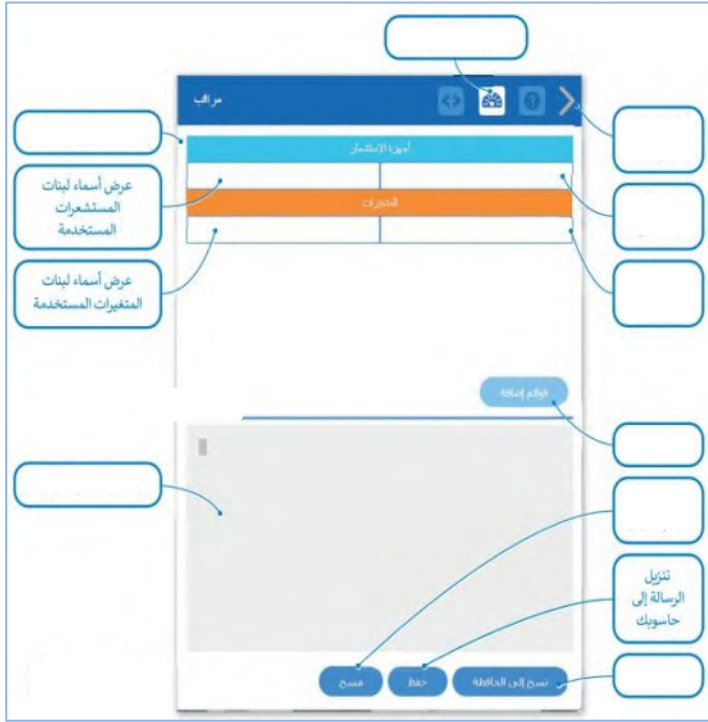 مراقب
أجهزة الاستشعار
عرض أسماء لبنات
المستشعرات
المستخدمة
المتغيرات
عرض أسماء لبنات
المتغيرات المستخدمة
قوائم إضافة
تنزيل
الرسالة إلى
حاسوبك
نسخ إلى الحافظة
حفظ
مسح